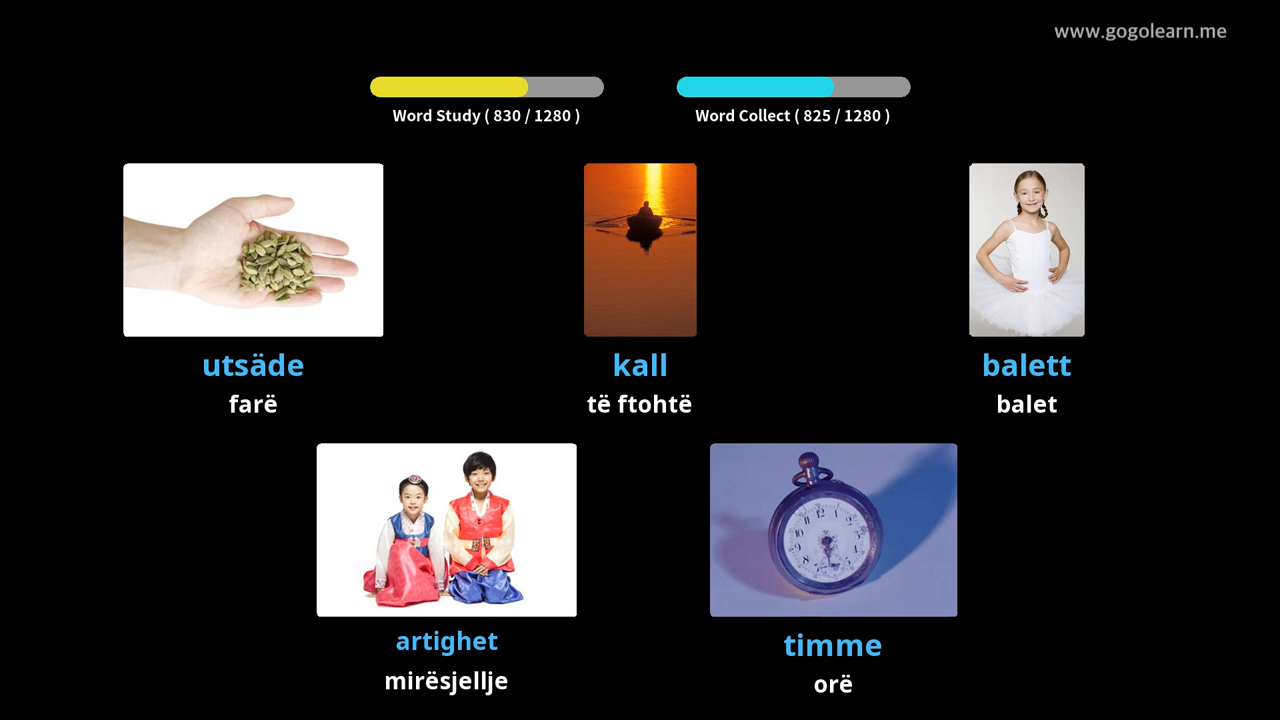 www.gogolearn.me
Word Study ( 830 / 1280 )
Word Collect ( 825 / 1280 )
utsäde
farë
kall
të ftohtë
balett
balet
artighet
mirësjellje
timme
orë